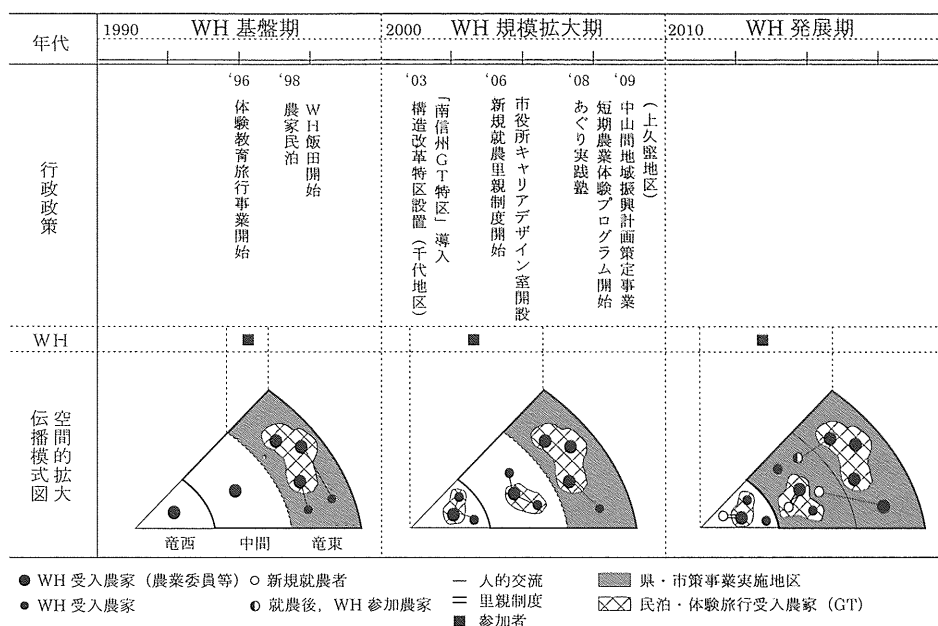 年代
1990 WH 基盤期
2000 WH 規模拡大期
2010 WH 発展期
行政政策
'96
体験教育旅行事業開始
'98
WH飯田開始
農家民泊
'03
「南信州GT特区」導入
構造改革特区設置（千代地区）
'06
市役所キャリアデザイン室開設
新規就農里親制度開始
'08
あぐり実践塾
'09
（上久堅地区）
中山間地域振興計画策定事業
短期農業体験プログラム開始
WH
空間的拡大
伝播模式図
竜西 中間 竜東
WH 受入農家（農業委員等）
新規就農者
人的交流
県・市策事業実施地区
WH 受入農家
就農後，WH 参加農家
里親制度
民泊・体験旅行受入農家（GT）
参加者